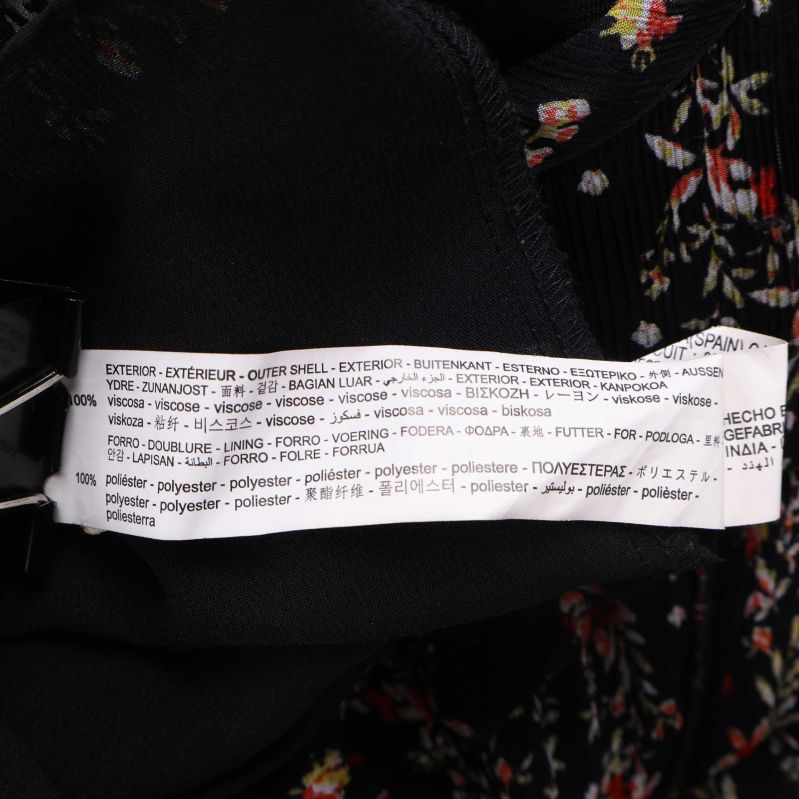 EXTERIOR - EXTÉRIEUR - OUTER SHELL - EXTERIOR - BUITENKANT - ESTERNO - ΕΞΩΤΕΡΙΚΟ - 外側 - AUSSEN
YDRE - ZUNANJOST - 面料 - 겉감 - BAGIAN LUAR - الجزء الخارجي - EXTERIOR - EXTERIOR - KANPOKOA
100% viscosa - viscose - viscose - viscose - viscose - viscosa - ΒΙΣΚΟΖΗ - レーヨン - viskose - viskose -
viskoza - 粘纤 - 비스코스 - viscose - فسكوز - viscosa - viscosa - biskosa
FORRO - DOUBLURE - LINING - FORRO - VOERING - FODERA - ΦΟΔΡΑ - 裏地 - FUTTER - FOR - PODLOGA - 里料
안감 - LAPISAN - البطانة - FORRO - FOLRE - FORRUA
100% poliéster - polyester - polyester - poliéster - polyester - poliestere - ΠΟΛΥΕΣΤΕΡΑΣ - ポリエステル -
polyester - polyester - poliester - 聚酯纤维 - 폴리에스터 - poliester - بوليستير - poliéster - polièster -
poliesterra
HECHO E
GEFABRI
الهند -